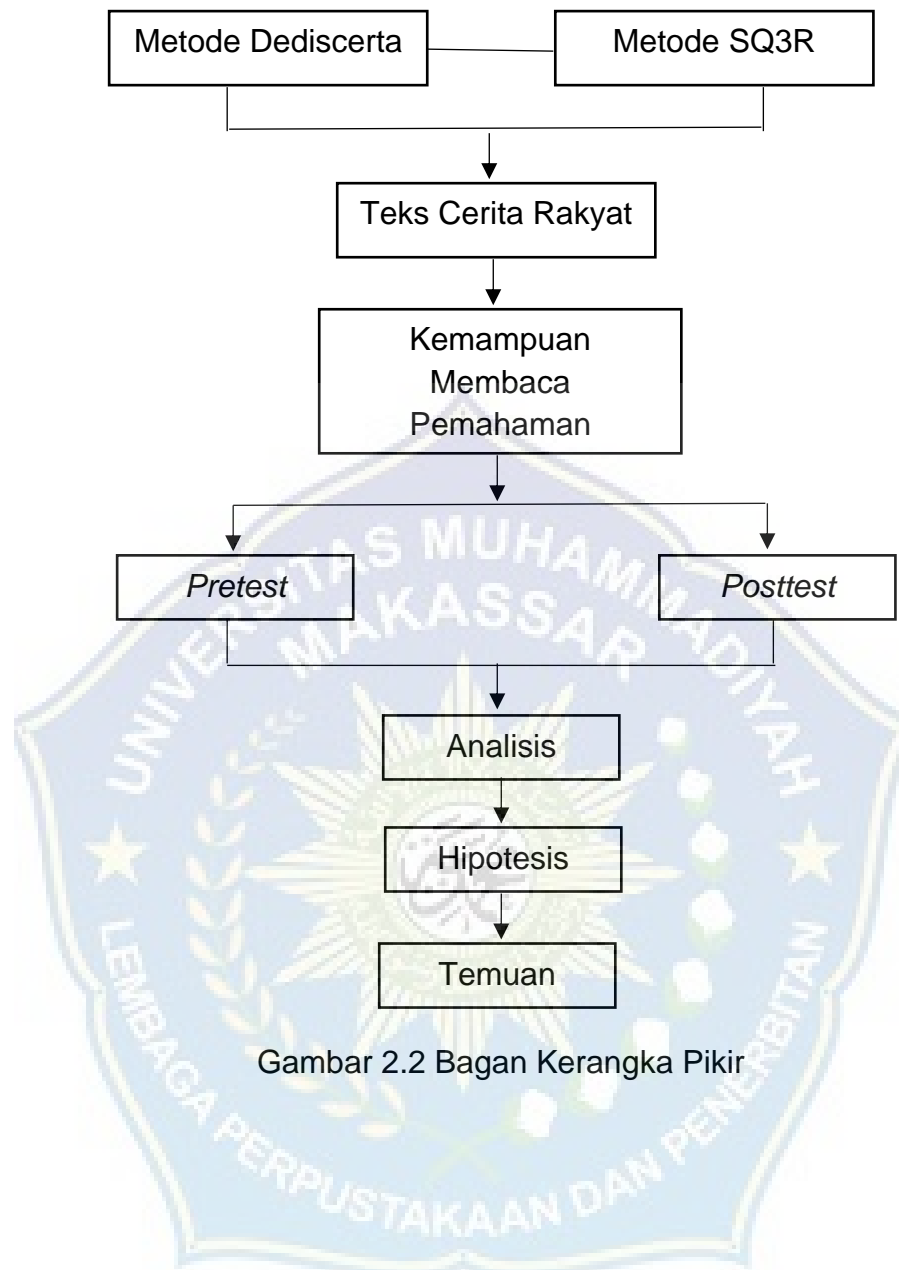 Metode Dediscerta
Metode SQ3R
Teks Cerita Rakyat
Kemampuan
Membaca
Pemahaman
Pretest
Posttest
Analisis
Hipotesis
Temuan
Gambar 2.2 Bagan Kerangka Pikir
UNIVERSITAS MUHAMMADIYAH
MAKASSAR
LEMBAGA PERPUSTAKAAN DAN PENERBITAN